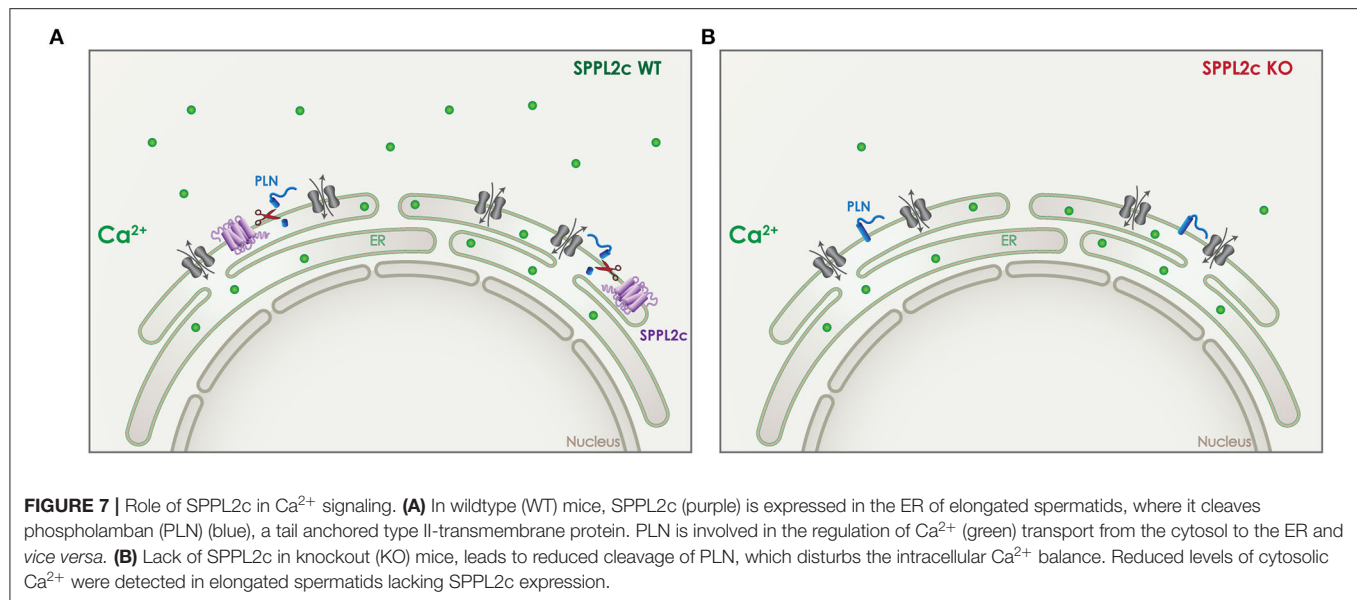 A
SPPL2c WT
PLN
Ca²⁺
ER
SPPL2c
Nucleus
B
SPPL2c KO
PLN
Ca²⁺
ER
Nucleus
FIGURE 7 | Role of SPPL2c in Ca²⁺ signaling. (A) In wildtype (WT) mice, SPPL2c (purple) is expressed in the ER of elongated spermatids, where it cleaves
phospholamban (PLN) (blue), a tail anchored type II-transmembrane protein. PLN is involved in the regulation of Ca²⁺ (green) transport from the cytosol to the ER and
vice versa. (B) Lack of SPPL2c in knockout (KO) mice, leads to reduced cleavage of PLN, which disturbs the intracellular Ca²⁺ balance. Reduced levels of cytosolic
Ca²⁺ were detected in elongated spermatids lacking SPPL2c expression.